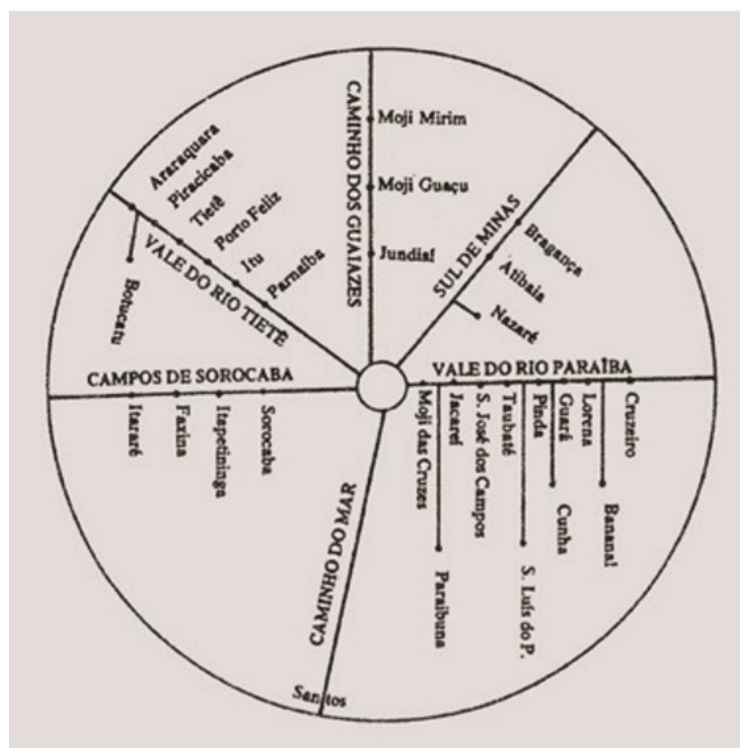 CAMINHO DOS GUAIAZES
Moji Mirim
Moji Guaçu
Jundiaí
SUL DE MINAS
Bragança
Atibaia
Nazaré
VALE DO RIO PARAÍBA
Moji das Cruzes
Jacareí
S. José dos Campos
Taubaté
Pinda
Guará
Lorena
Cruzeiro
Paraibuna
S. Luís do P.
Cunha
Bananal
CAMINHO DO MAR
Santos
CAMPOS DE SOROCABA
Itararé
Faxina
Itapetininga
Sorocaba
VALE DO RIO TIETÊ
Araraquara
Piracicaba
Tietê
Porto Feliz
Itu
Parnaíba
Botucatu